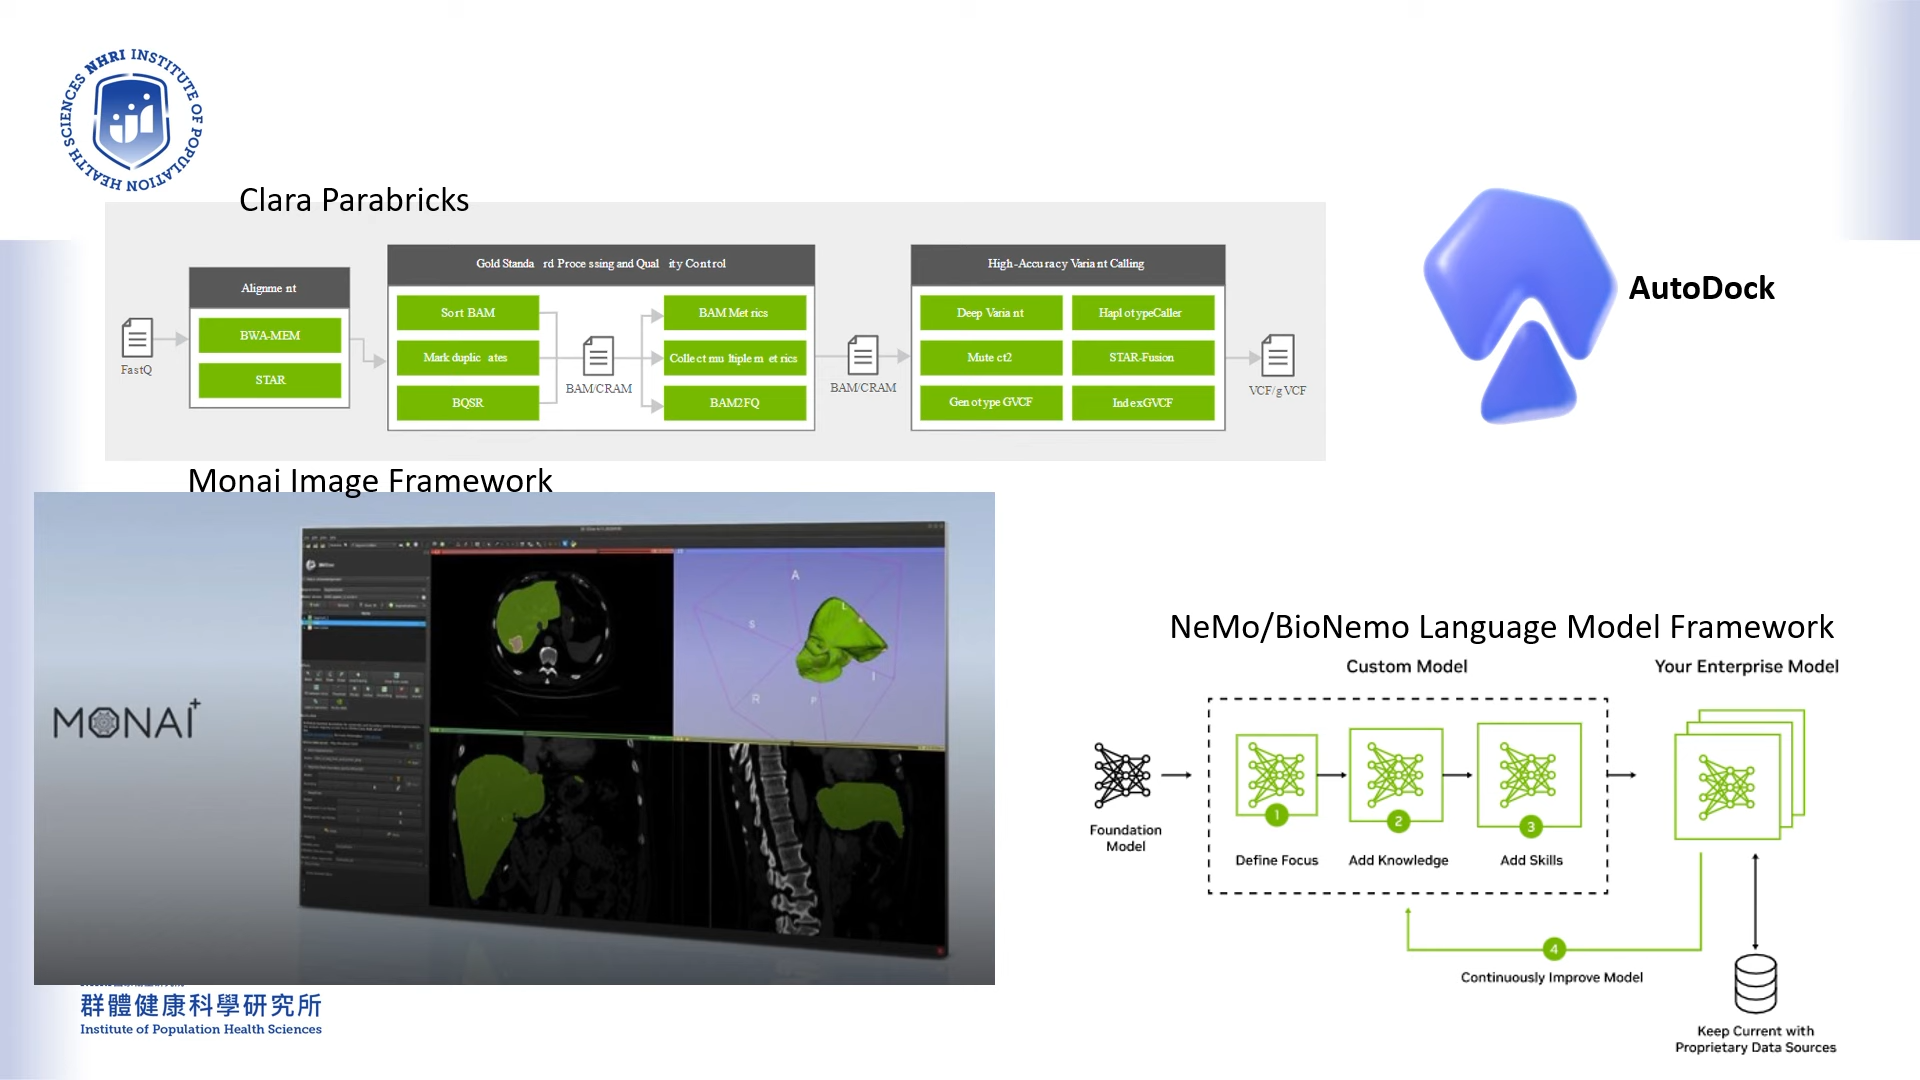 NHRI INSTITUTE OF POPULATION HEALTH SCIENCES
Clara Parabricks
FastQ
Alignment
BWA-MEM
STAR
Gold Standard Processing and Quality Control
Sort BAM
Mark duplicates
BQSR
BAM/CRAM
BAM Metrics
Collect multiple metrics
BAM2FQ
BAM/CRAM
High-Accuracy Variant Calling
Deep Variant
HaplotypeCaller
Mutect2
STAR-Fusion
Genotype GVCF
IndexGVCF
VCF/gVCF
AutoDock
Monai Image Framework
MONAI+
A
L
S
R
P
I
NeMo/BioNemo Language Model Framework
Custom Model
Your Enterprise Model
Foundation
Model
1
Define Focus
2
Add Knowledge
3
Add Skills
4
Continuously Improve Model
Keep Current with
Proprietary Data Sources
群體健康科學研究所
Institute of Population Health Sciences